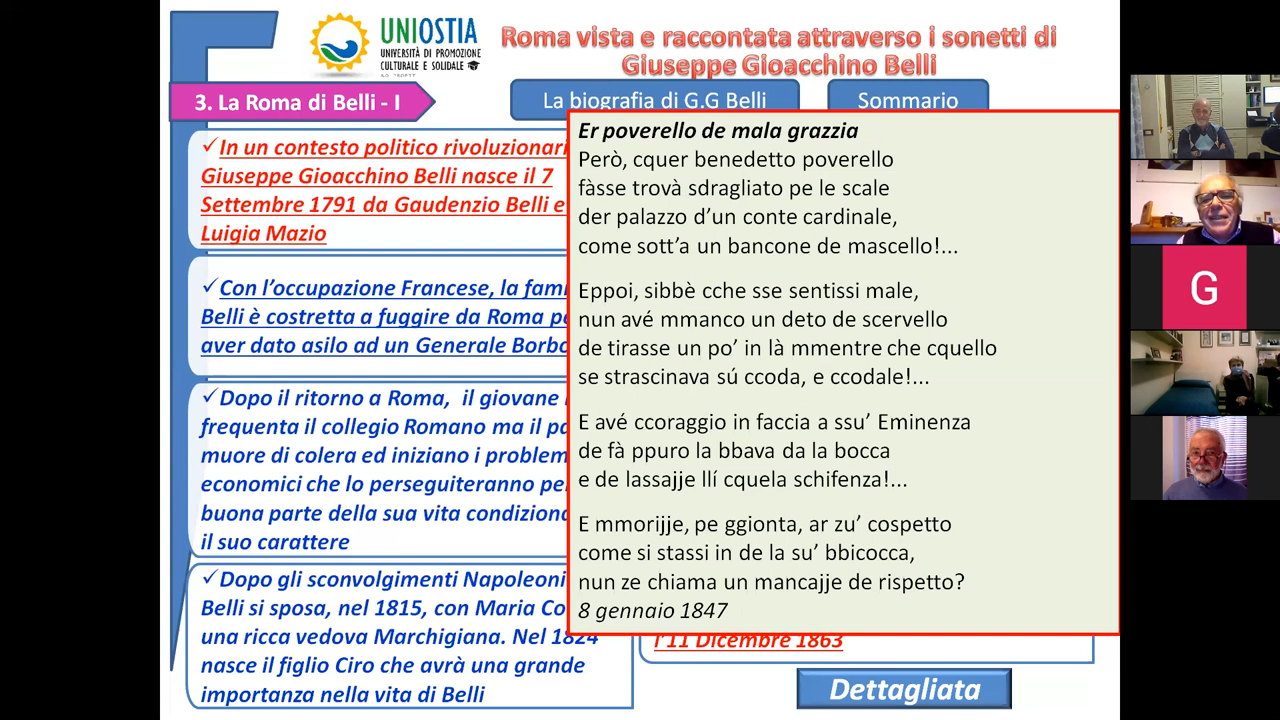 UNIOSTIA
UNIVERSITÀ DI PROMOZIONE
CULTURALE E SOLIDALE
Roma vista e raccontata attraverso i sonetti di
Giuseppe Gioacchino Belli
3. La Roma di Belli - I
La biografia di G.G Belli
Sommario
✓In un contesto politico rivoluzionari
Giuseppe Gioacchino Belli nasce il 7
Settembre 1791 da Gaudenzio Belli e
Luigia Mazio
✓Con l’occupazione Francese, la fami
Belli è costretta a fuggire da Roma pe
aver dato asilo ad un Generale Borbo
✓Dopo il ritorno a Roma, il giovane
frequenta il collegio Romano ma il pa
muore di colera ed iniziano i problem
economici che lo perseguiteranno pe
buona parte della sua vita condiziono
il suo carattere
✓Dopo gli sconvolgimenti Napoleoni
Belli si sposa, nel 1815, con Maria Co
una ricca vedova Marchigiana. Nel 1824
nasce il figlio Ciro che avrà una grande
importanza nella vita di Belli
Er poverello de mala grazzia
Però, cquer benedetto poverello
fàsse trovà sdragliato pe le scale
der palazzo d’un conte cardinale,
come sott’a un bancone de mascello!...
Eppoi, sibbè cche sse sentissi male,
nun avé mmanco un deto de scervello
de tirasse un po’ in là mmentre che cquello
se strascinava sú ccoda, e ccodale!...
E avé ccoraggio in faccia a ssu’ Eminenza
de fà ppuro la bbava da la bocca
e de lassajje llí cquela schifenza!...
E mmorijje, pe ggionta, ar zu’ cospetto
come si stassi in de la su’ bbicocca,
nun ze chiama un mancajje de rispetto?
8 gennaio 1847
l’11 Dicembre 1863
Dettagliata
G